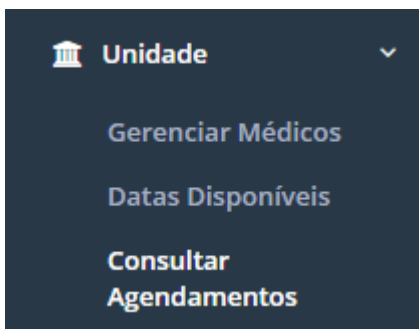 Unidade
Gerenciar Médicos
Datas Disponíveis
Consultar
Agendamentos